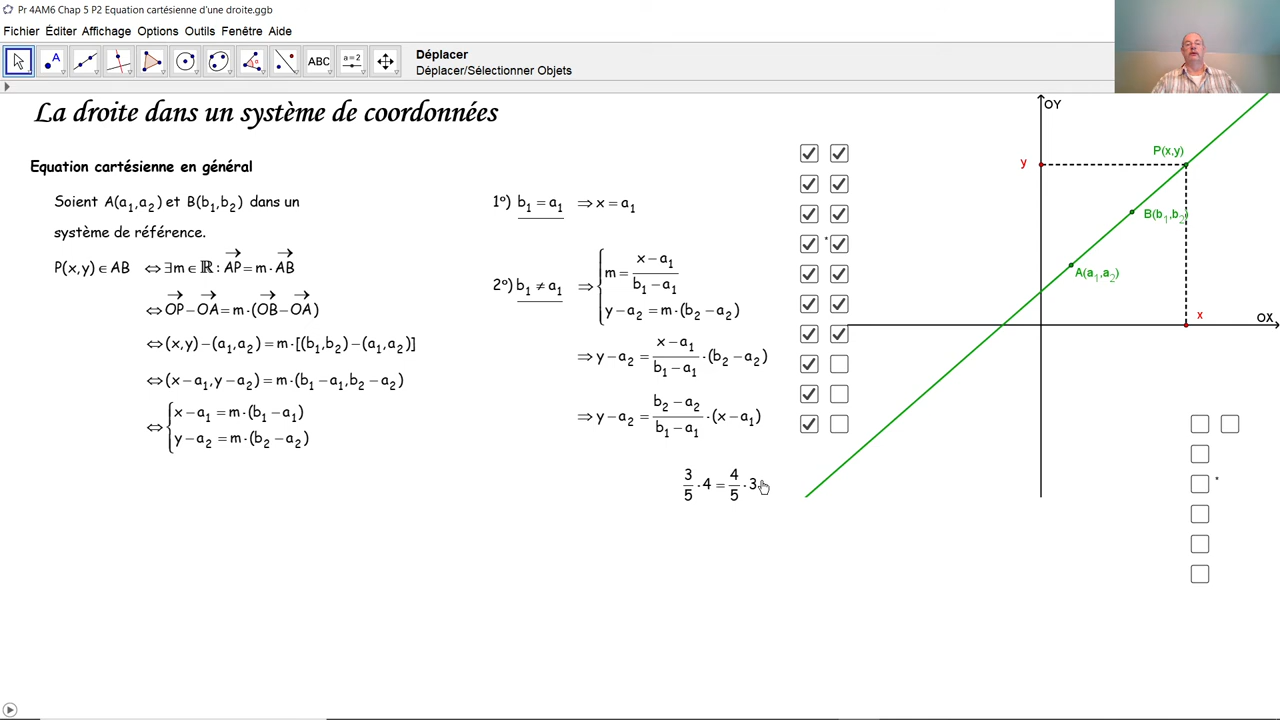 Pr 4AM6 Chap 5 P2 Equation cartésienne d'une droite.ggb
Fichier Éditer Affichage Options Outils Fenêtre Aide
A ABC a=2
Déplacer
Déplacer/Sélectionner Objets
La droite dans un système de coordonnées
Equation cartésienne en général
Soient A(a₁,a₂) et B(b₁,b₂) dans un
système de référence.
P(x,y) ∈ AB ⇔ ∃m ∈ ℝ : AP⃗ = m · AB⃗
⇔ OP⃗ − OA⃗ = m · (OB⃗ − OA⃗)
⇔ (x,y) − (a₁,a₂) = m · [(b₁,b₂) − (a₁,a₂)]
⇔ (x − a₁, y − a₂) = m · (b₁ − a₁, b₂ − a₂)
⇔ { x − a₁ = m · (b₁ − a₁)
y − a₂ = m · (b₂ − a₂)
1°) b₁ = a₁ ⇒ x = a₁
2°) b₁ ≠ a₁ ⇒ { m = (x − a₁)/(b₁ − a₁)
y − a₂ = m · (b₂ − a₂)
⇒ y − a₂ = (x − a₁)/(b₁ − a₁) · (b₂ − a₂)
⇒ y − a₂ = (b₂ − a₂)/(b₁ − a₁) · (x − a₁)
3/5 · 4 = 4/5 · 3
*
OY
P(x,y)
y
B(b₁,b₂)
A(a₁,a₂)
x
OX
*